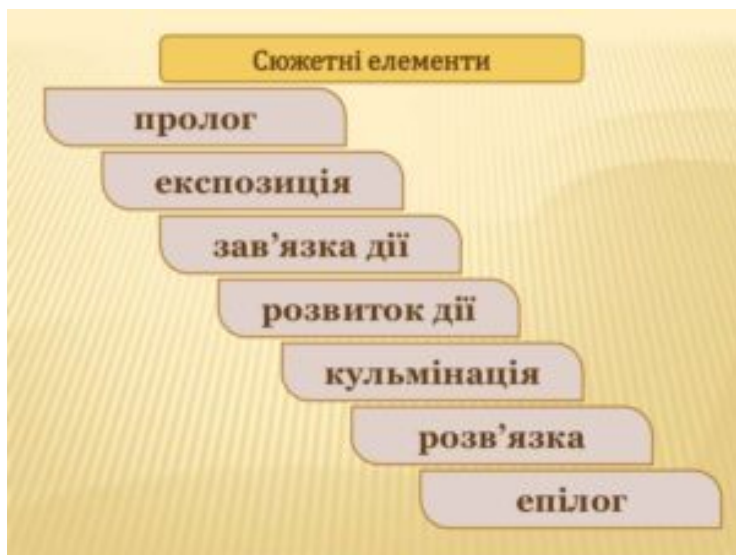 Сюжетні елементи
пролог
експозиція
зав’язка дії
розвиток дії
кульмінація
розв’язка
епілог